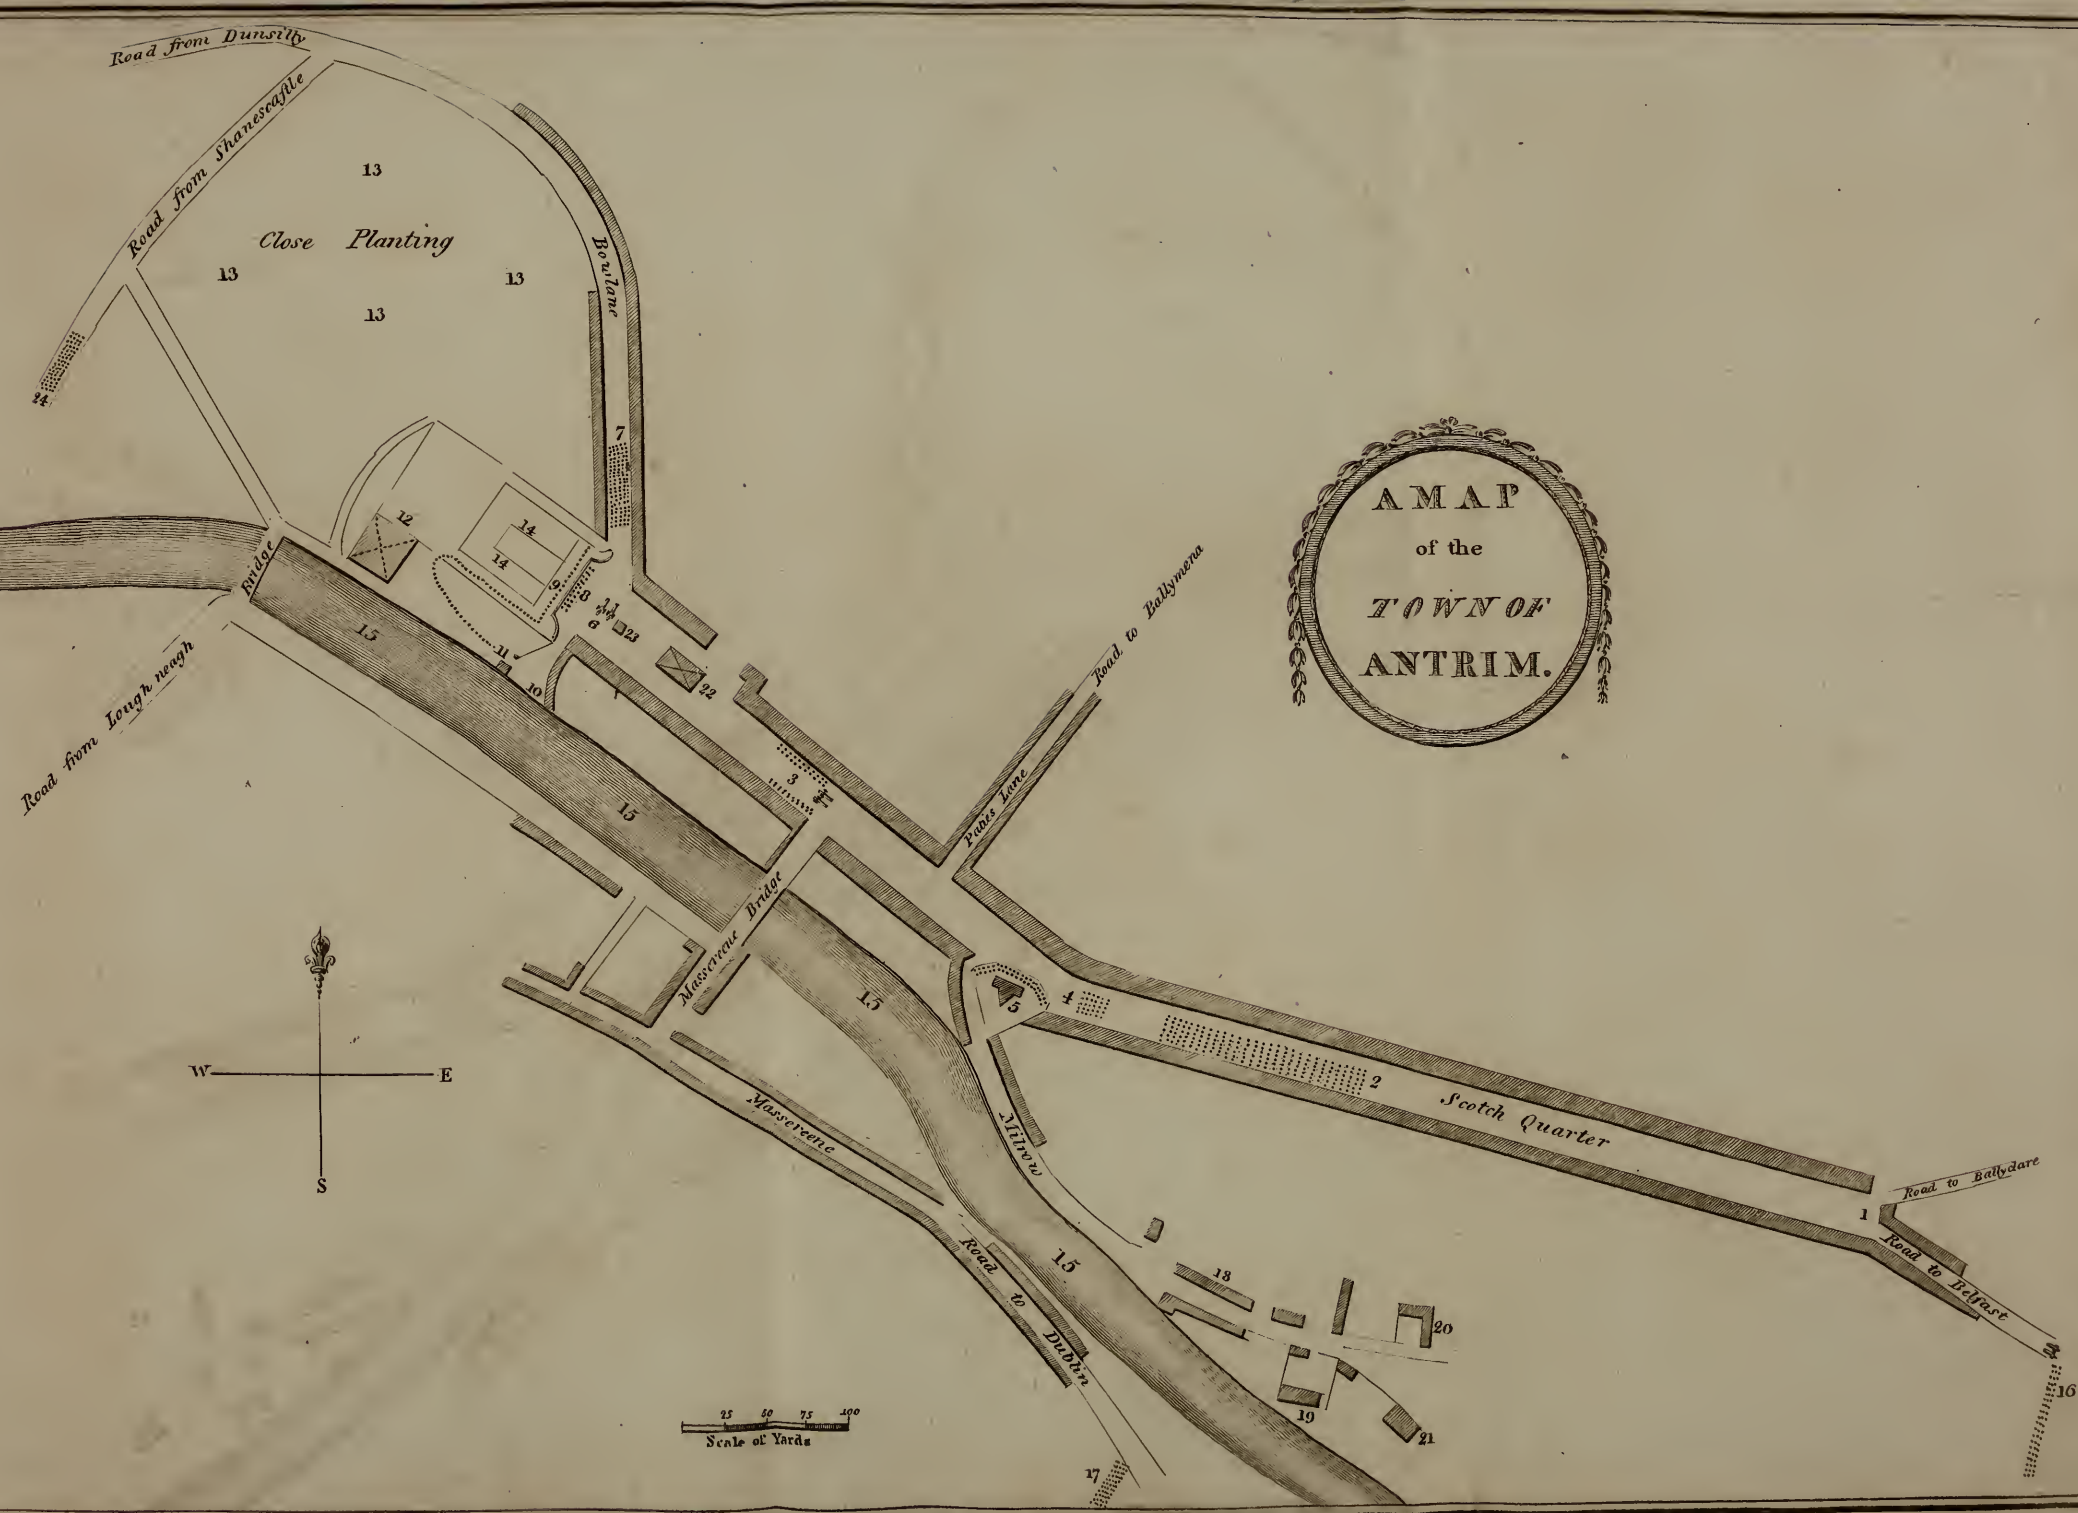 Road from Dunsilly
Road from Shanescastle
13
Close Planting
13
13
13
Bowlane
24
7
12
14
14
9
8
6
23
11
10
22
Bridge
15
Road from Lough neagh
A MAP
of the
TOWN OF
ANTRIM.
Road to Ballymena
Paties Lane
3
15
Massereene Bridge
15
5
4
2
Scotch Quarter
W
E
S
Massereene
Milrow
Road to Ballyclare
1
Road to Belfast
Road to Dublin
15
18
20
19
21
16
17
25 50 75 100
Scale of Yards